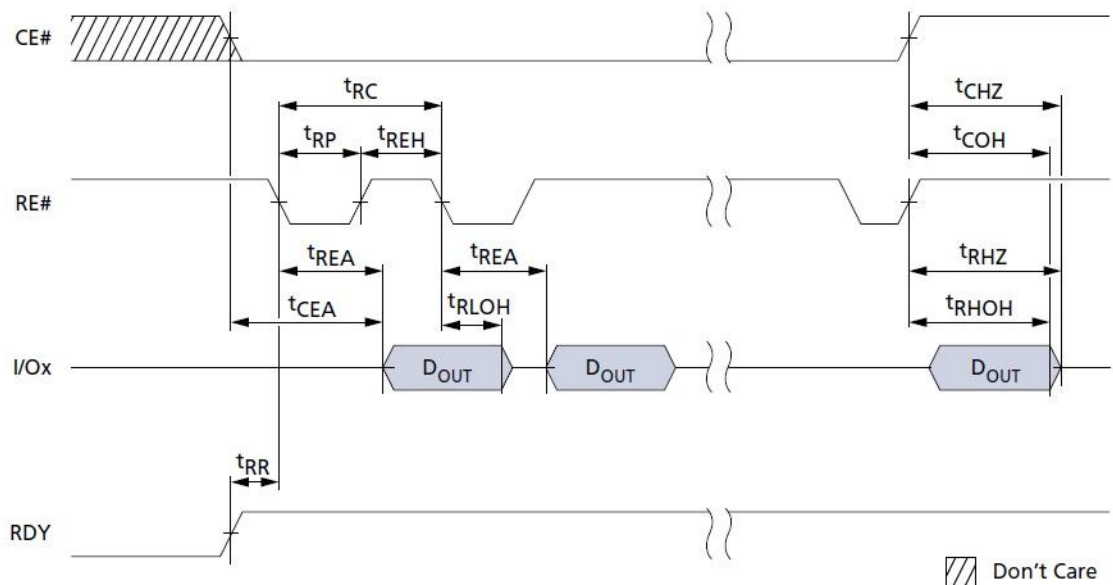 CE#
tRC
tCHZ
tRP
tREH
tCOH
RE#
tREA
tREA
tRHZ
tCEA
tRLOH
tRHOH
I/Ox
DOUT
DOUT
DOUT
tRR
RDY
Don't Care